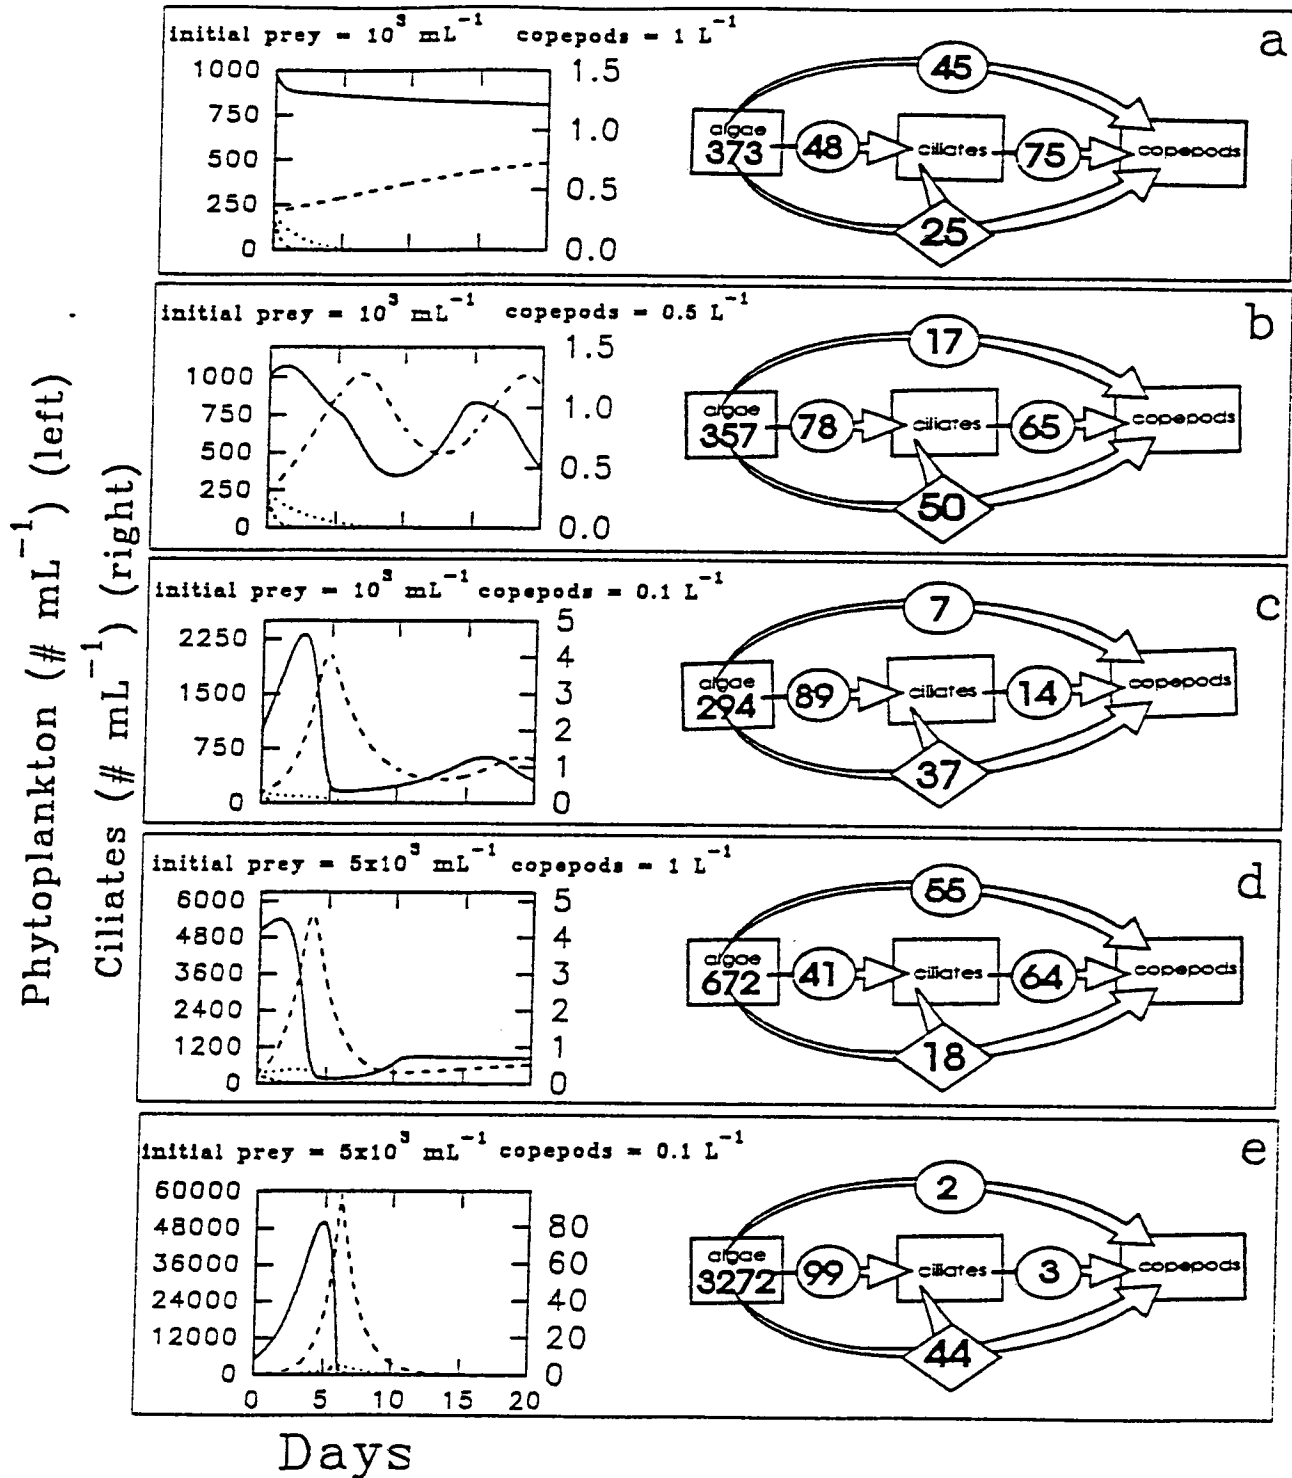 Phytoplankton (# mL⁻¹) (left)
Ciliates (# mL⁻¹) (right)
a
initial prey = 10³ mL⁻¹ copepods = 1 L⁻¹
1000
750
500
250
0
1.5
1.0
0.5
0.0
45
algae
373
48
ciliates
75
copepods
25
b
initial prey = 10³ mL⁻¹ copepods = 0.5 L⁻¹
1000
750
500
250
0
1.5
1.0
0.5
0.0
17
algae
357
78
ciliates
65
copepods
50
c
initial prey = 10³ mL⁻¹ copepods = 0.1 L⁻¹
2250
1500
750
0
5
4
3
2
1
0
7
algae
294
89
ciliates
14
copepods
37
d
initial prey = 5x10³ mL⁻¹ copepods = 1 L⁻¹
6000
4800
3600
2400
1200
0
5
4
3
2
1
0
55
algae
672
41
ciliates
64
copepods
18
e
initial prey = 5x10³ mL⁻¹ copepods = 0.1 L⁻¹
60000
48000
36000
24000
12000
0
80
60
40
20
0
0 5 10 15 20
2
algae
3272
99
ciliates
3
copepods
44
Days